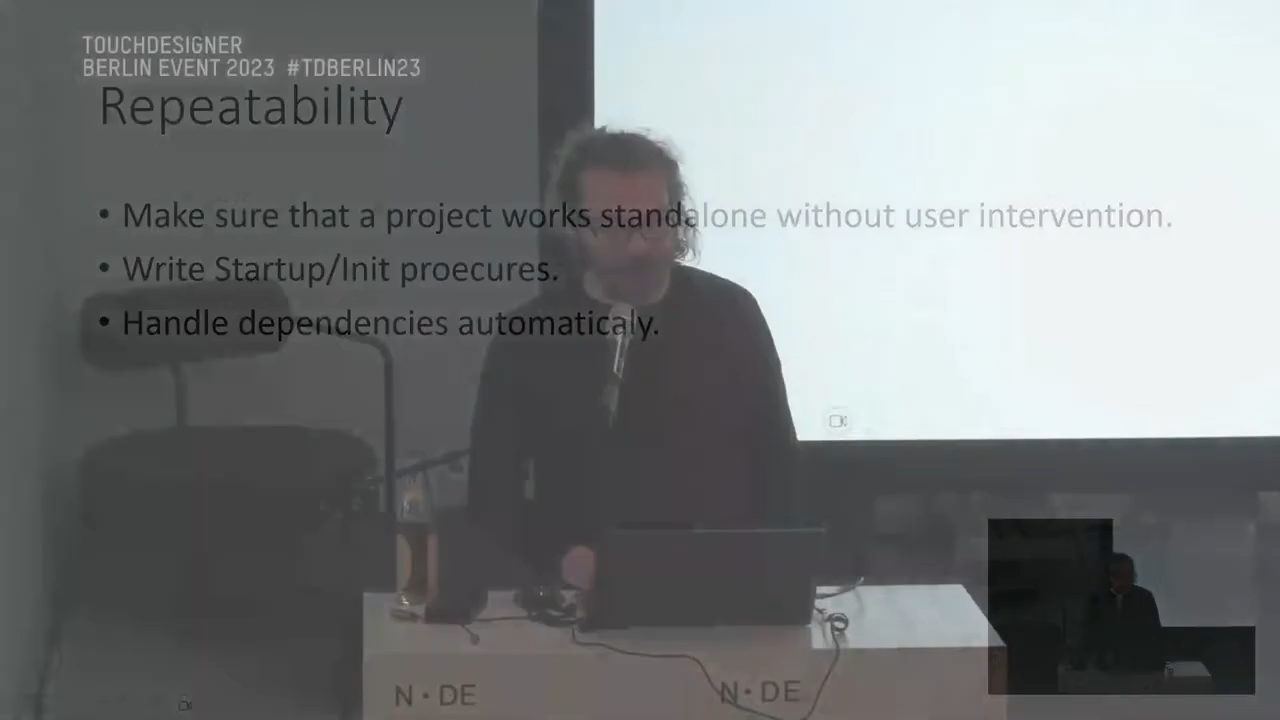 TOUCHDESIGNER
BERLIN EVENT 2023 #TDBERLIN23
Repeatability
• Make sure that a project works standalone without user intervention.
• Write Startup/Init proecures.
• Handle dependencies automaticaly.
N•DE N•DE